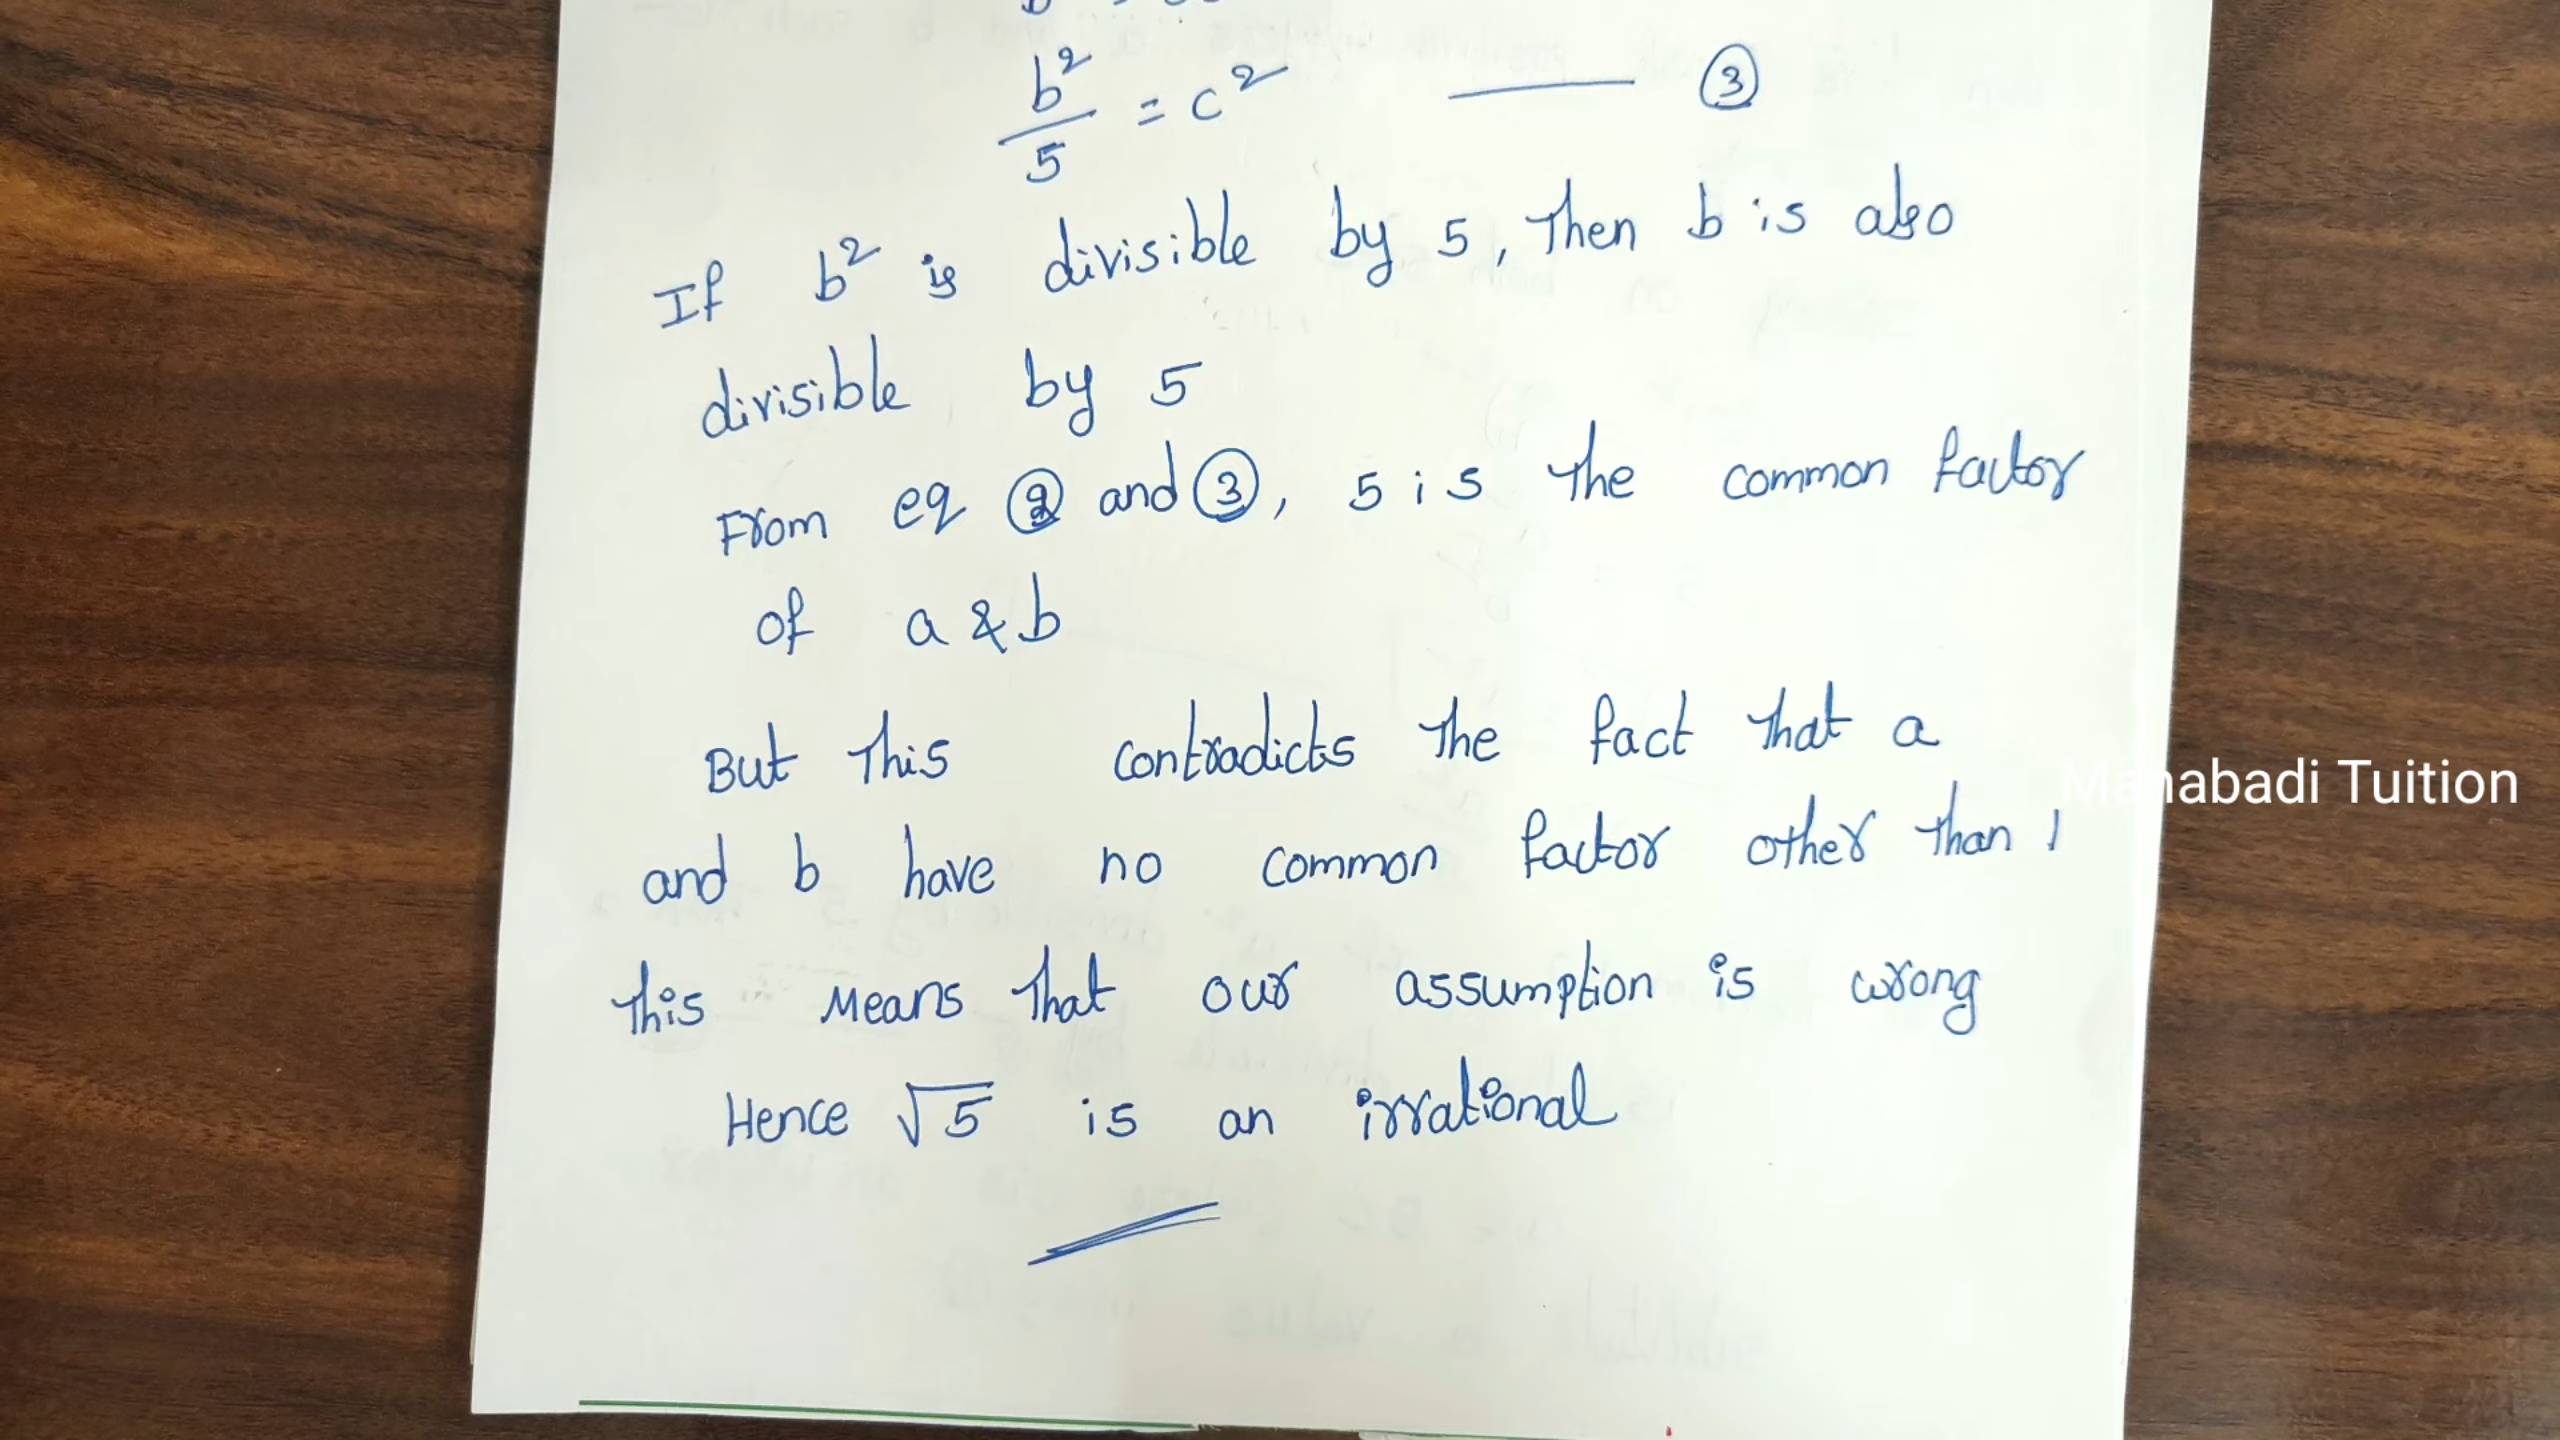 b²/5 = c² —— ③
If b² is divisible by 5, then b is also
divisible by 5
From eq ② and ③, 5 is the common factor
of a & b
But this contradicts the fact that a
and b have no common factor other than 1
this Means that our assumption is wrong
Hence √5 is an irrational
Manabadi Tuition